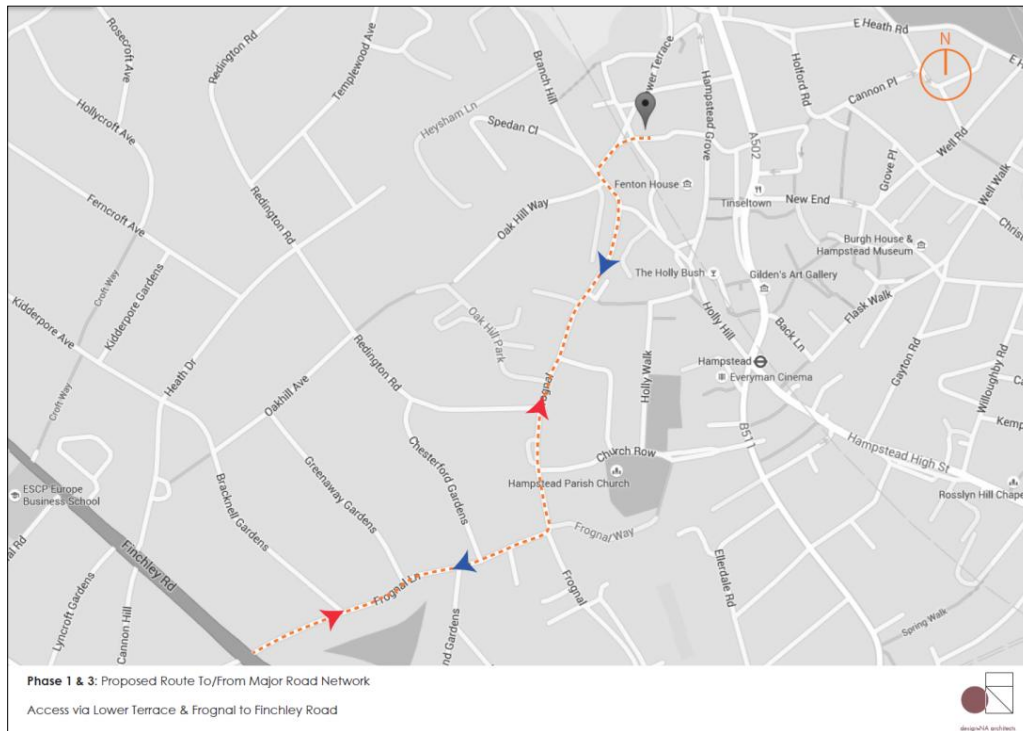 Rosecroft Ave
Redington Rd
Templewood Ave
Branch Hill
Lower Terrace
Hampstead Grove
E Heath Rd
N
Holford Rd
Cannon Pl
Hollycroft Ave
Heysham Ln
Spedan Cl
A502
Well Rd
Grove Pl
Well Walk
Fenton House
Tinseltown
New End
Ferncroft Ave
Redington Rd
Oak Hill Way
Burgh House &
Hampstead Museum
The Holly Bush
Gilden's Art Gallery
Flask Walk
Croft Way
Kidderpore Gardens
Kidderpore Ave
Heath Dr
Oak Hill Park
Holly Hill
Back Ln
Hampstead
Everyman Cinema
Gayton Rd
Willoughby Rd
Redington Rd
Frognal
Holly Walk
Croft Way
Oakhill Ave
B511
Hampstead High St
Chesterford Gardens
Church Row
Hampstead Parish Church
Greenaway Gardens
Bracknell Gardens
ESCP Europe
Business School
Rosslyn Hill Chape
Frognal Way
Finchley Rd
Frognal Ln
Frognal
Ellerdale Rd
Lyncroft Gardens
Cannon Hill
nd Gardens
Spring Walk
Phase 1 & 3: Proposed Route To/From Major Road Network
Access via Lower Terrace & Frognal to Finchley Road